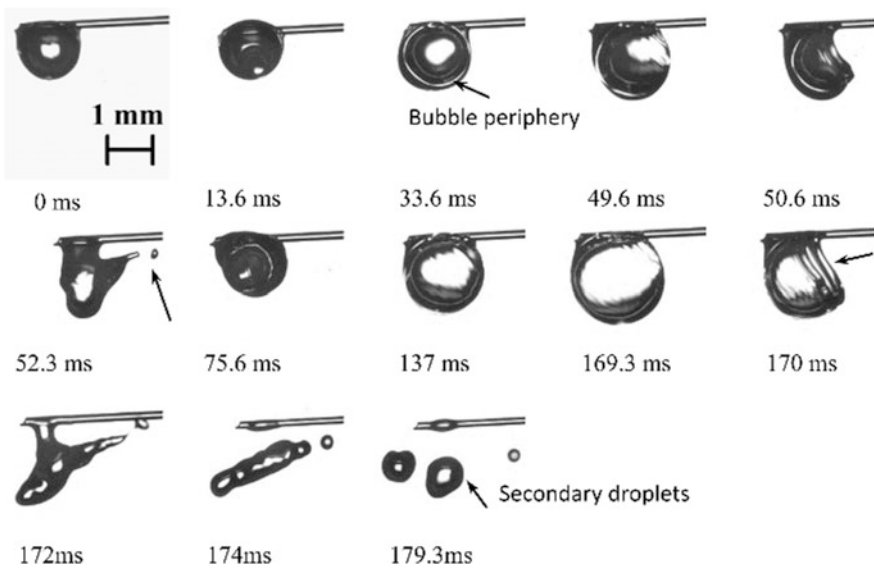 1 mm
Bubble periphery
0 ms
13.6 ms
33.6 ms
49.6 ms
50.6 ms
52.3 ms
75.6 ms
137 ms
169.3 ms
170 ms
Secondary droplets
172ms
174ms
179.3ms